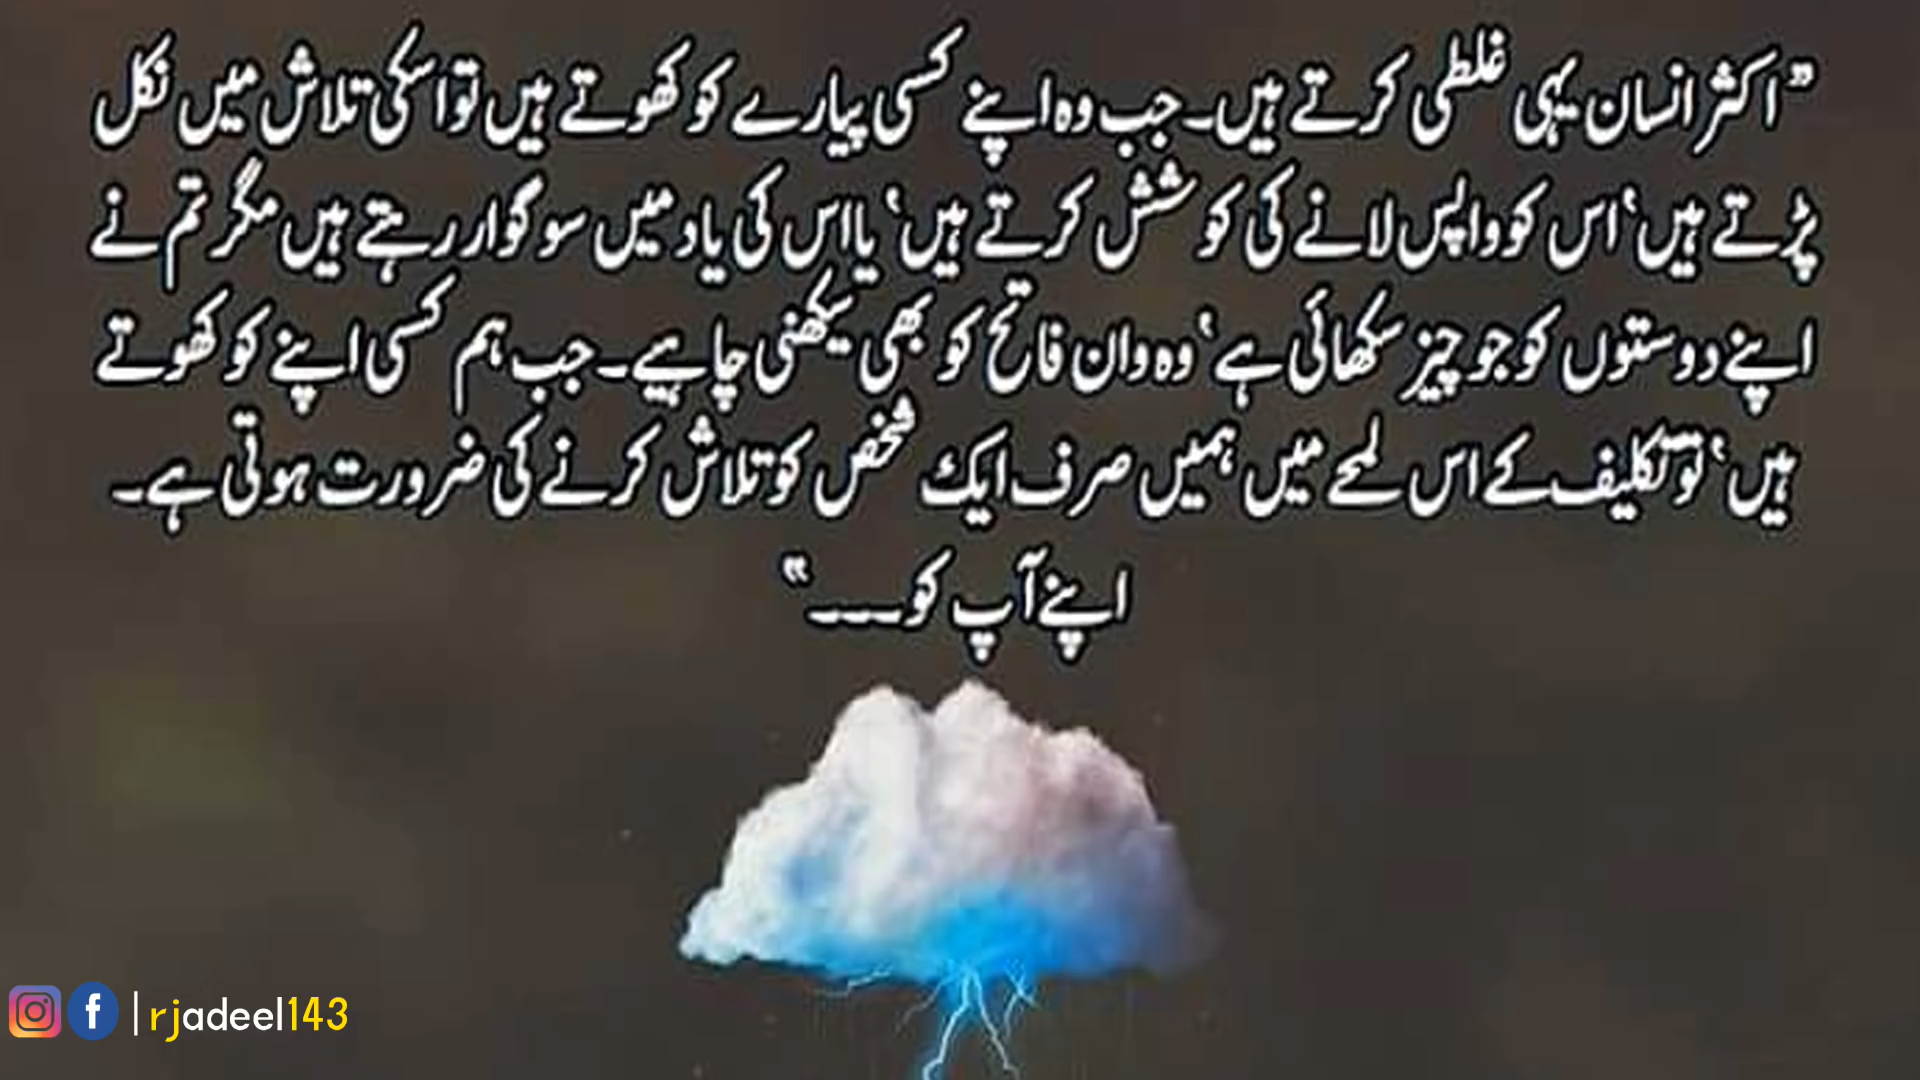 ”اکثر انسان یہی غلطی کرتے ہیں۔ جب وہ اپنے کسی پیارے کو کھوتے ہیں تو اسکی تلاش میں نکل
پڑتے ہیں‘ اس کو واپس لانے کی کوشش کرتے ہیں‘ یا اس کی یاد میں سوگوار رہتے ہیں مگر تم نے
اپنے دوستوں کو جو چیز سکھائی ہے‘ وہ وان فاتح کو بھی سیکھنی چاہیے۔ جب ہم کسی اپنے کو کھوتے
ہیں‘ تو تکلیف کے اس لمحے میں ہمیں صرف ایک شخص کو تلاش کرنے کی ضرورت ہوتی ہے۔
اپنے آپ کو۔۔۔“
rjadeel143